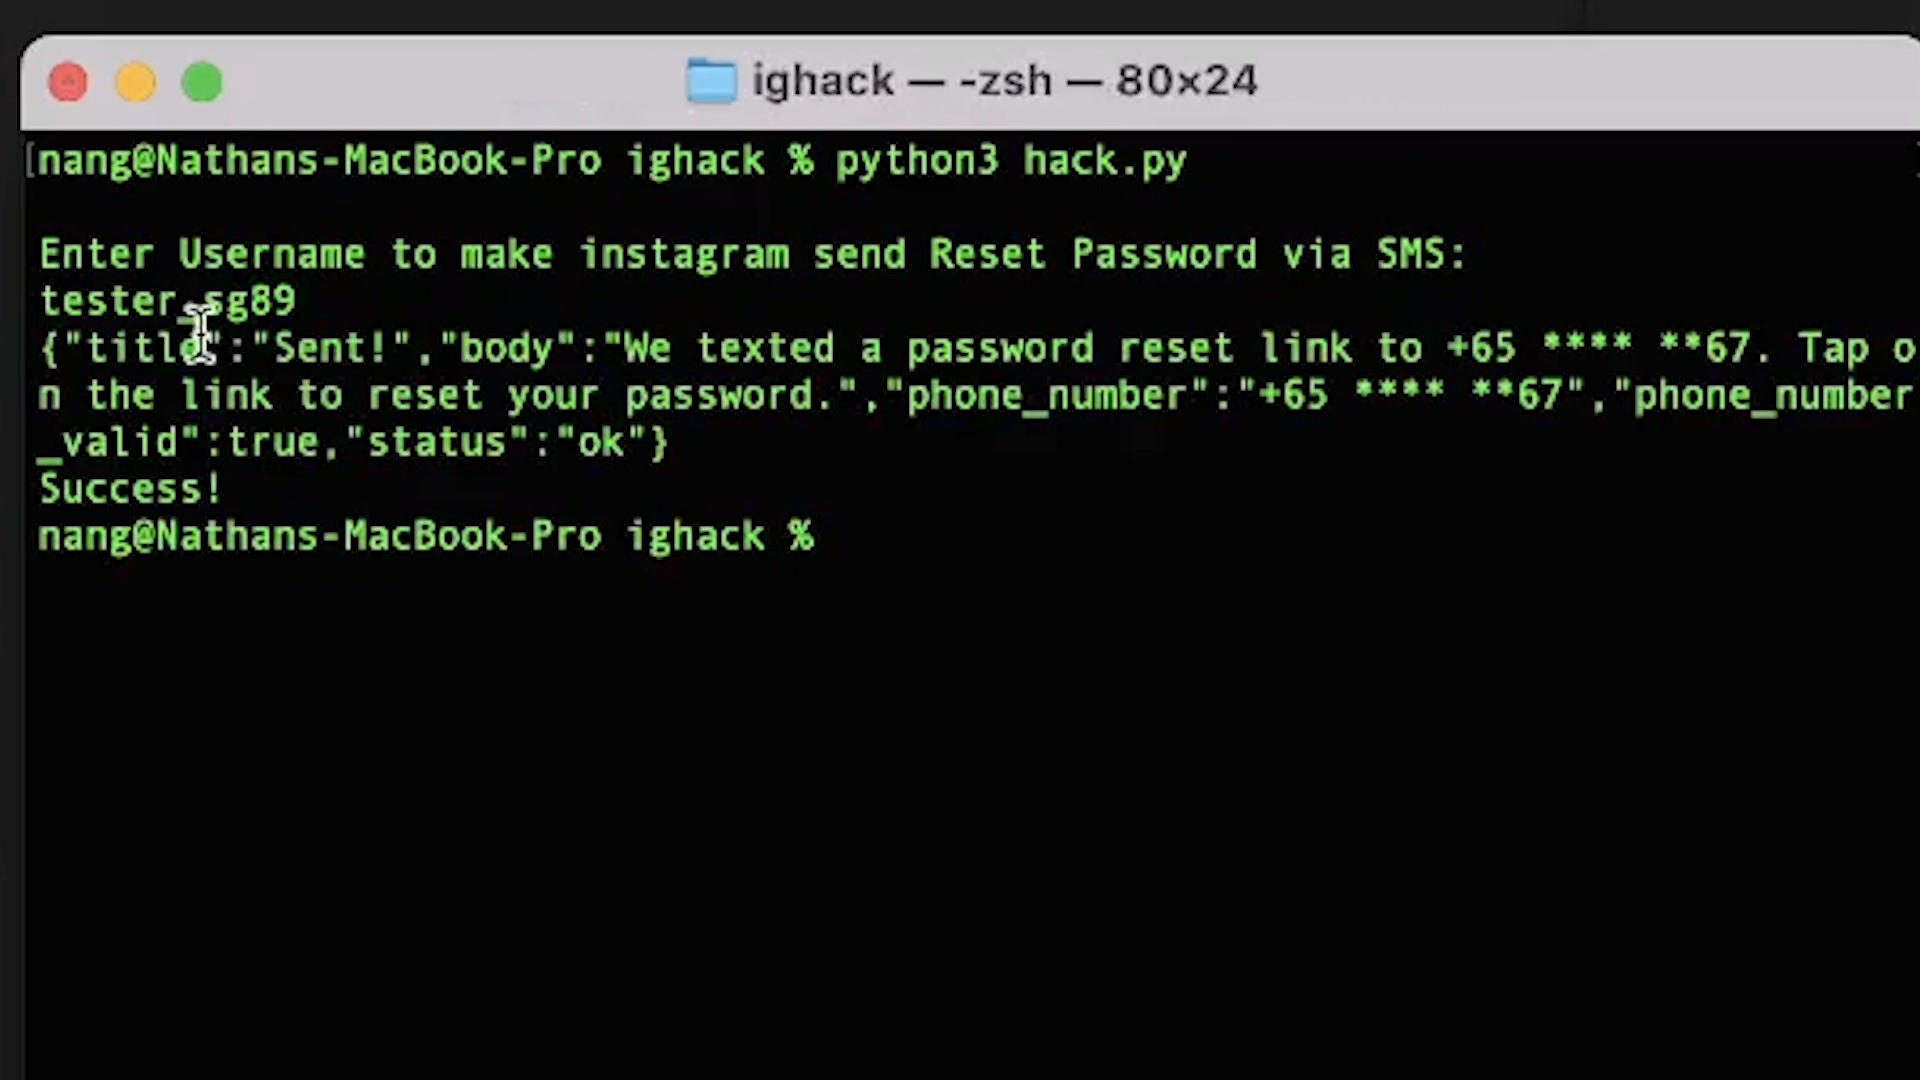 ighack — -zsh — 80×24
[nang@Nathans-MacBook-Pro ighack % python3 hack.py
Enter Username to make instagram send Reset Password via SMS:
tester_sg89
{"title":"Sent!","body":"We texted a password reset link to +65 **** **67. Tap o
n the link to reset your password.","phone_number":"+65 **** **67","phone_number
_valid":true,"status":"ok"}
Success!
nang@Nathans-MacBook-Pro ighack %